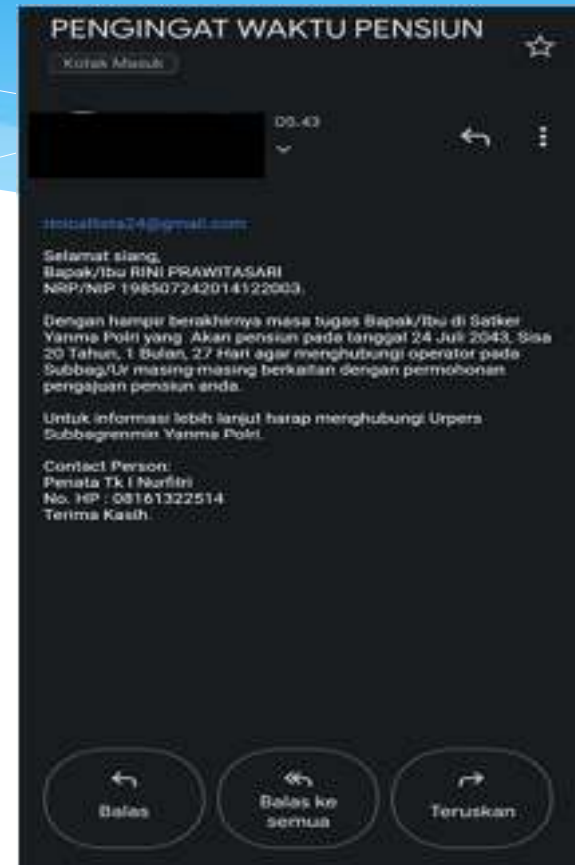 PENGINGAT WAKTU PENSIUN
Kotak Masuk
09.43
Selamat siang,
Bapak/Ibu RINI PRAWITASARI
NRP/NIP 198507242014122003.
Dengan hampir berakhirnya masa tugas Bapak/Ibu di Satker
Yanma Polri yang Akan pensiun pada tanggal 24 Juli 2043, Sisa
20 Tahun, 1 Bulan, 27 Hari agar menghubungi operator pada
Subbag/Ur masing-masing berkaitan dengan permohonan
pengajuan pensiun anda.
Untuk informasi lebih lanjut harap menghubungi Urpers
Subbagrenmin Yanma Polri.
Contact Person:
Penata Tk I Nurfitri
No. HP : 08161322514
Terima Kasih.
Balas
Balas ke
semua
Teruskan